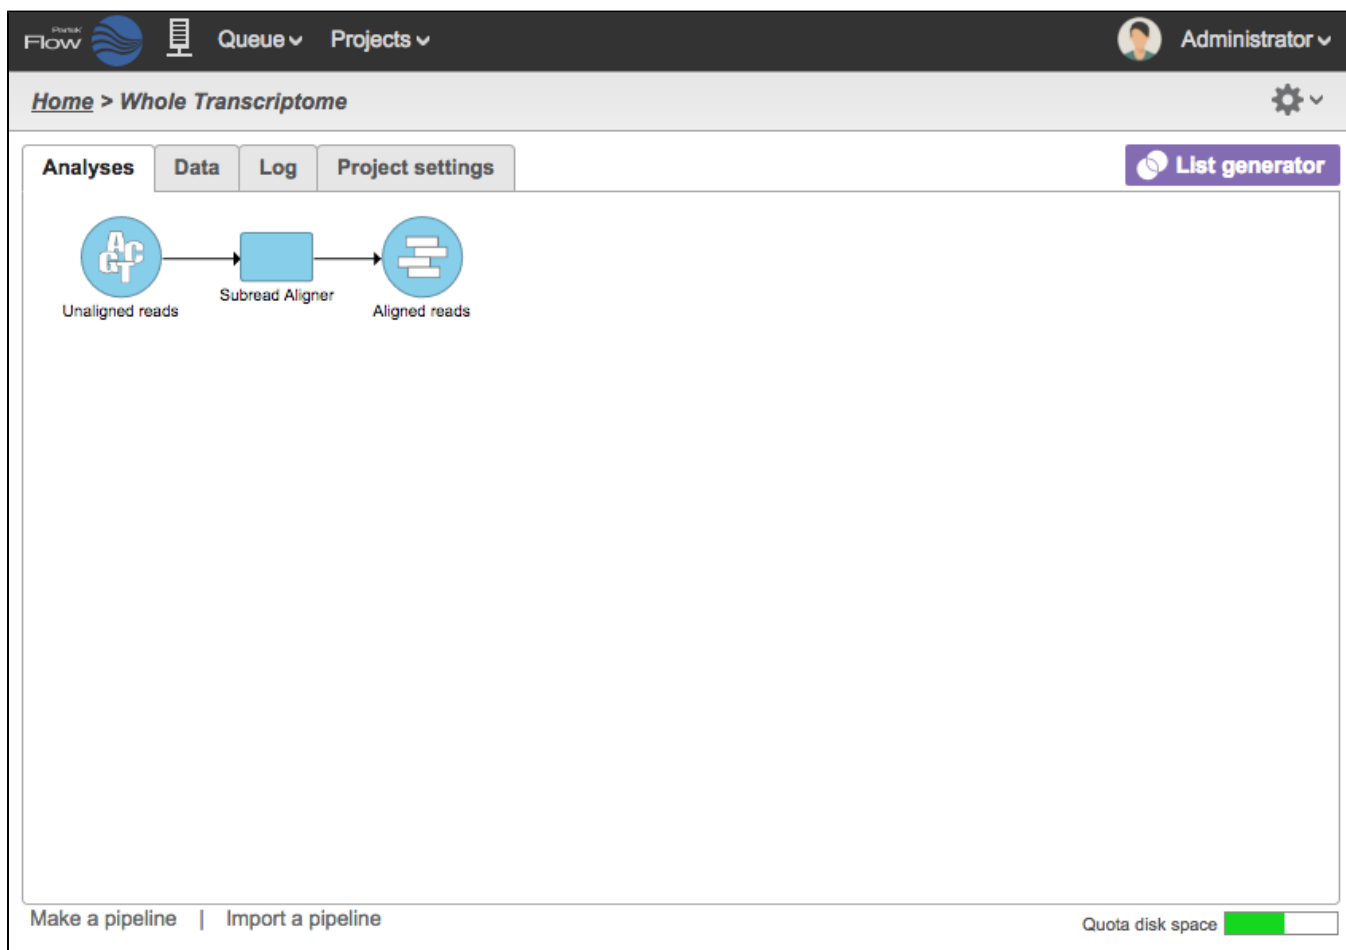 Partek
Flow
Queue Projects Administrator
Home > Whole Transcriptome
Analyses Data Log Project settings List generator
ACGT
Unaligned reads Subread Aligner Aligned reads
Make a pipeline | Import a pipeline Quota disk space